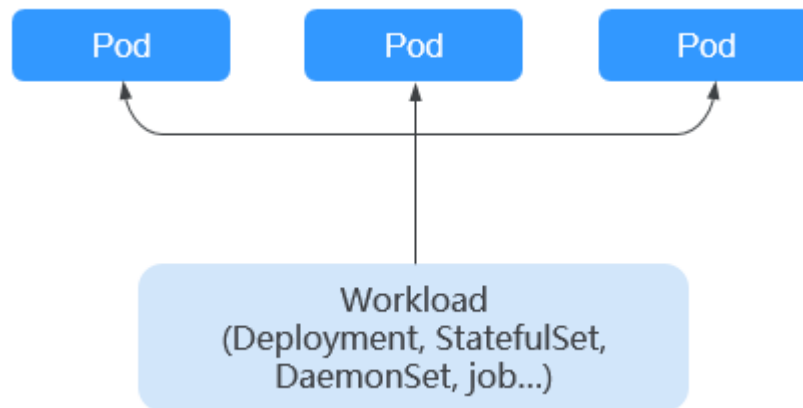 Pod
Pod
Pod
Workload
(Deployment, StatefulSet,
DaemonSet, job...)